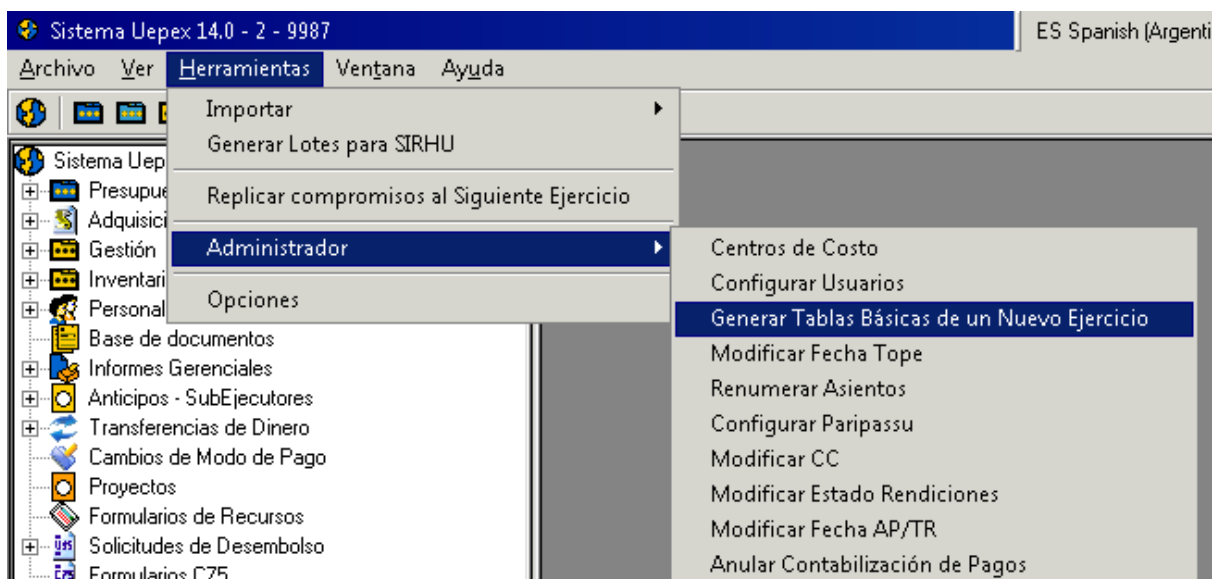 Sistema Uepex 14.0 - 2 - 9987
ES Spanish (Argenti
Archivo Ver Herramientas Ventana Ayuda
Importar
Generar Lotes para SIRHU
Replicar compromisos al Siguiente Ejercicio
Administrador
Opciones
Centros de Costo
Configurar Usuarios
Generar Tablas Básicas de un Nuevo Ejercicio
Modificar Fecha Tope
Renumerar Asientos
Configurar Paripassu
Modificar CC
Modificar Estado Rendiciones
Modificar Fecha AP/TR
Anular Contabilización de Pagos
Sistema Uep
Presupue
Adquisici
Gestión
Inventari
Personal
Base de documentos
Informes Gerenciales
Anticipos - SubEjecutores
Transferencias de Dinero
Cambios de Modo de Pago
Proyectos
Formularios de Recursos
Solicitudes de Desembolso
Formularios C75